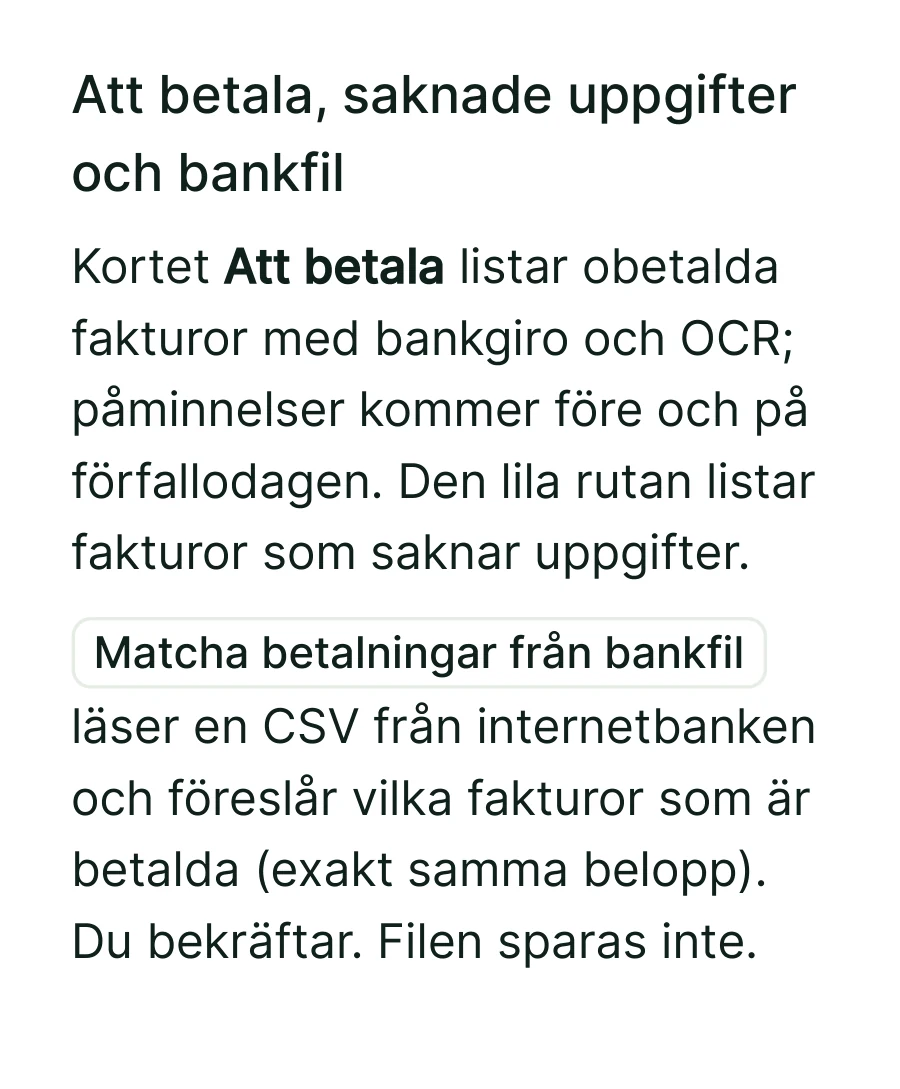 Att betala, saknade uppgifter
och bankfil
Kortet Att betala listar obetalda
fakturor med bankgiro och OCR;
påminnelser kommer före och på
förfallodagen. Den lila rutan listar
fakturor som saknar uppgifter.
Matcha betalningar från bankfil
läser en CSV från internetbanken
och föreslår vilka fakturor som är
betalda (exakt samma belopp).
Du bekräftar. Filen sparas inte.